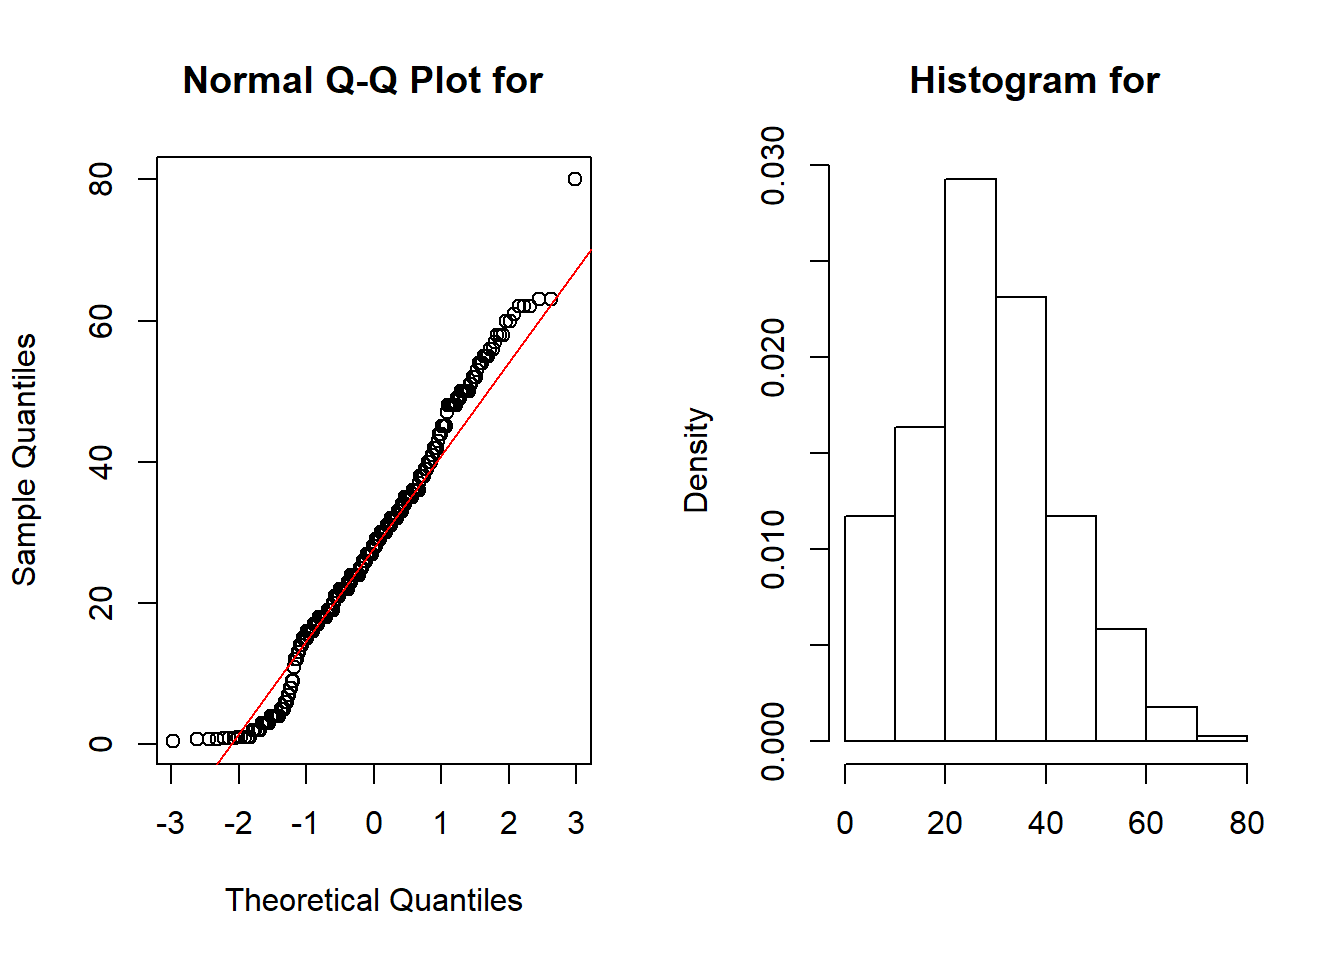 Normal Q-Q Plot for
Sample Quantiles
80
60
40
20
0
-3 -2 -1 0 1 2 3
Theoretical Quantiles
Histogram for
Density
0.030
0.020
0.010
0.000
0 20 40 60 80